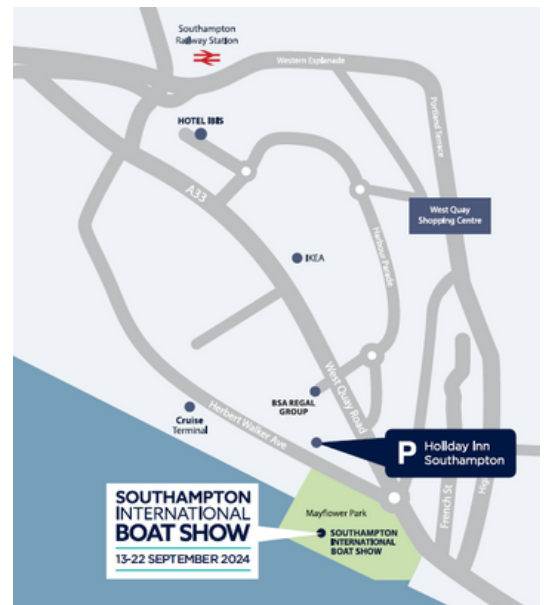 Southampton
Railway Station
Western Esplanade
HOTEL IBIS
Portland Terrace
A33
West Quay
Shopping Centre
Harbour Parade
IKEA
BSA REGAL
GROUP
West Quay Road
Cruise
Terminal
Herbert Walker Ave
P
Holiday Inn
Southampton
French St
Hig
SOUTHAMPTON
INTERNATIONAL
BOAT SHOW
13-22 SEPTEMBER 2024
Mayflower Park
SOUTHAMPTON
INTERNATIONAL
BOAT SHOW